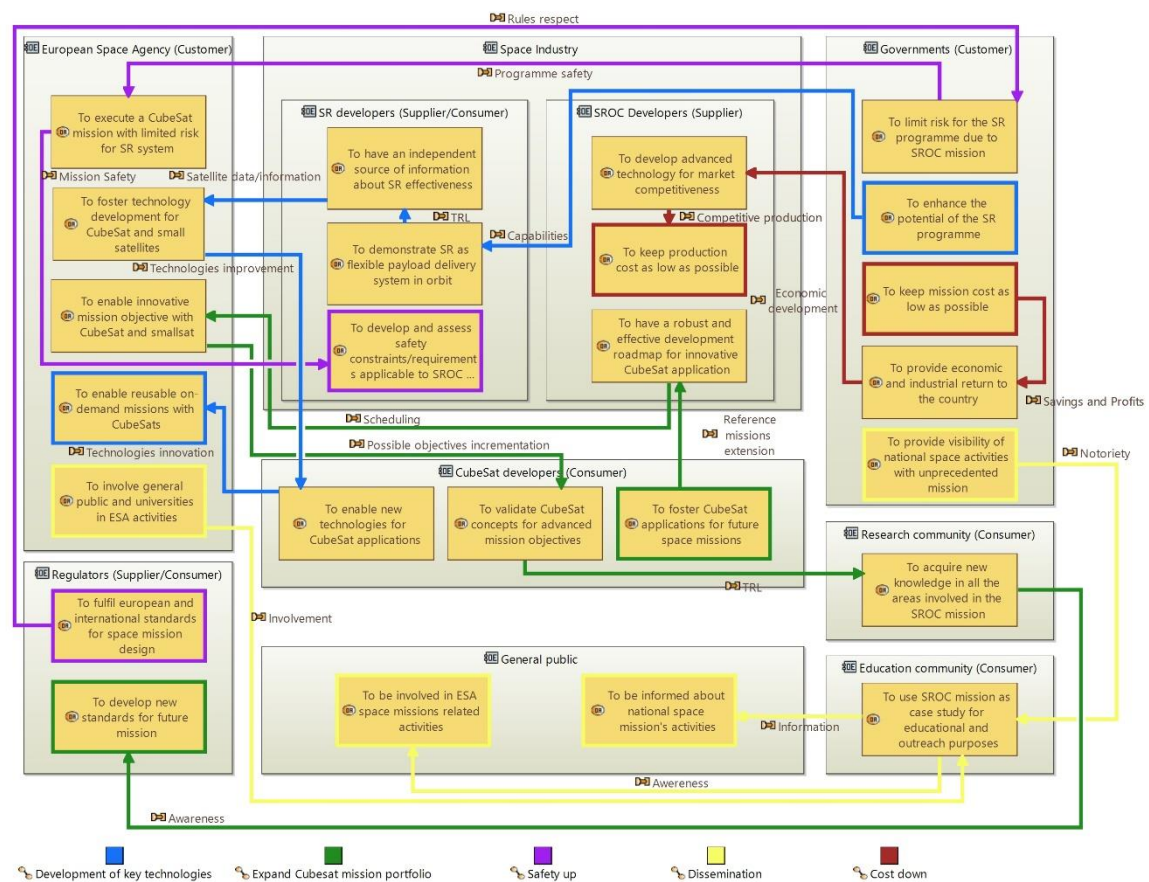 Rules respect
European Space Agency (Customer)
To execute a CubeSat
mission with limited risk
for SR system
Mission Safety
Satellite data/information
To foster technology
development for
CubeSat and small
satellites
Technologies improvement
To enable innovative
mission objective with
CubeSat and smallsat
To enable reusable on-
demand missions with
CubeSats
Technologies innovation
To involve general
public and universities
in ESA activities
Space Industry
Programme safety
SR developers (Supplier/Consumer)
To have an independent
source of information
about SR effectiveness
TRL
To demonstrate SR as
flexible payload delivery
system in orbit
Capabilities
To develop and assess
safety
constraints/requirement
s applicable to SROC ...
SROC Developers (Supplier)
To develop advanced
technology for market
competitiveness
Competitive production
To keep production
cost as low as possible
Economic
development
To have a robust and
effective development
roadmap for innovative
CubeSat application
Scheduling
Possible objectives incrementation
Reference
missions
extension
Governments (Customer)
To limit risk for the SR
programme due to
SROC mission
To enhance the
potential of the SR
programme
To keep mission cost as
low as possible
To provide economic
and industrial return to
the country
Savings and Profits
To provide visibility of
national space activities
with unprecedented
mission
Notoriety
CubeSat developers (Consumer)
To enable new
technologies for
CubeSat applications
To validate CubeSat
concepts for advanced
mission objectives
To foster CubeSat
applications for future
space missions
TRL
Research community (Consumer)
To acquire new
knowledge in all the
areas involved in the
SROC mission
Regulators (Supplier/Consumer)
To fulfil european and
international standards
for space mission
design
To develop new
standards for future
mission
Involvement
General public
To be involved in ESA
space missions related
activities
To be informed about
national space
mission's activities
Information
Education community (Consumer)
To use SROC mission as
case study for
educational and
outreach purposes
Awereness
Awareness
Development of key technologies
Expand Cubesat mission portfolio
Safety up
Dissemination
Cost down